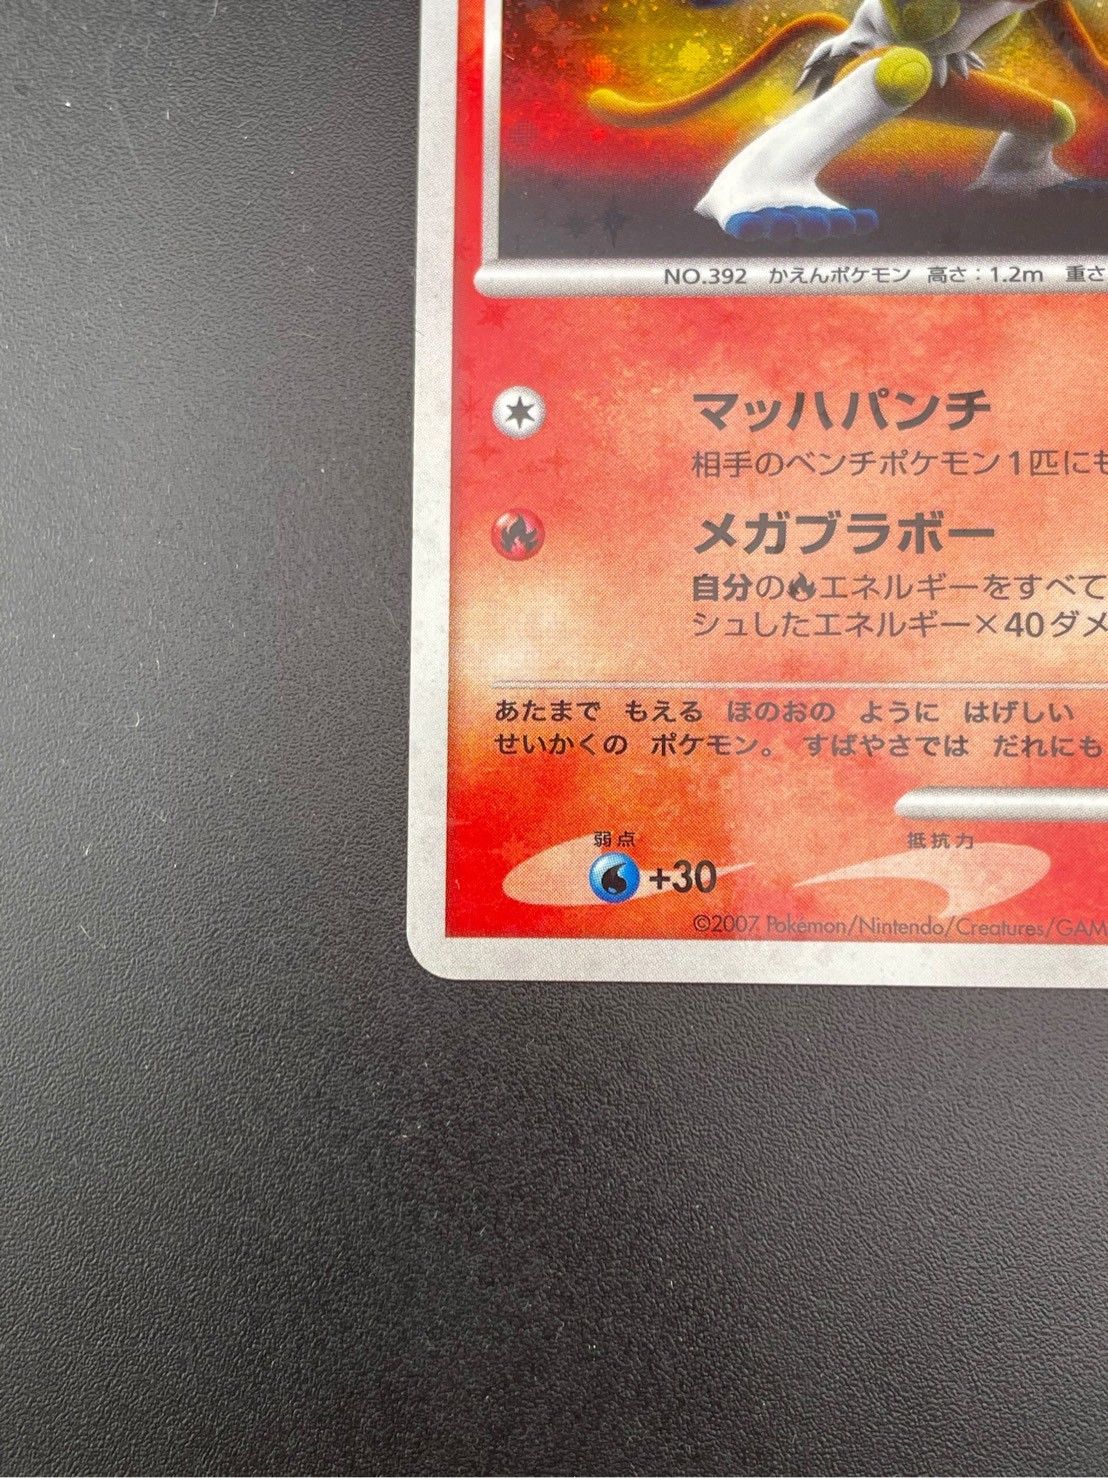 NO.392 かえんポケモン 高さ：1.2m 重さ
マッハパンチ
相手のベンチポケモン1匹にも
メガブラボー
自分の🔥エネルギーをすべて
シュしたエネルギー×40ダメ
あたまで もえる ほのおの ように はげしい
せいかくの ポケモン。 すばやさでは だれにも
弱点
抵抗力
+30
©2007 Pokémon/Nintendo/Creatures/GAM